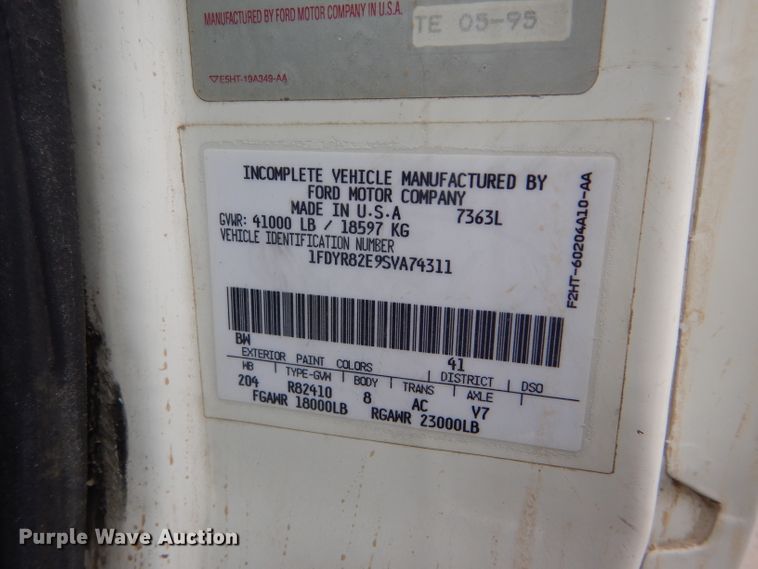 MANUFACTURED BY FORD MOTOR COMPANY IN U.S.A.
TE 05-95
E5HT-19A349-AA
INCOMPLETE VEHICLE MANUFACTURED BY
FORD MOTOR COMPANY
MADE IN U.S.A 7363L
GVWR: 41000 LB / 18597 KG
VEHICLE IDENTIFICATION NUMBER
1FDYR82E9SVA74311
F2HT-60204A10-AA
BW 41
EXTERIOR PAINT COLORS DISTRICT DSO
WB TYPE-GVW BODY TRANS AXLE
204 R82410 8 AC V7
FGAWR 18000LB RGAWR 23000LB
Purple Wave Auction